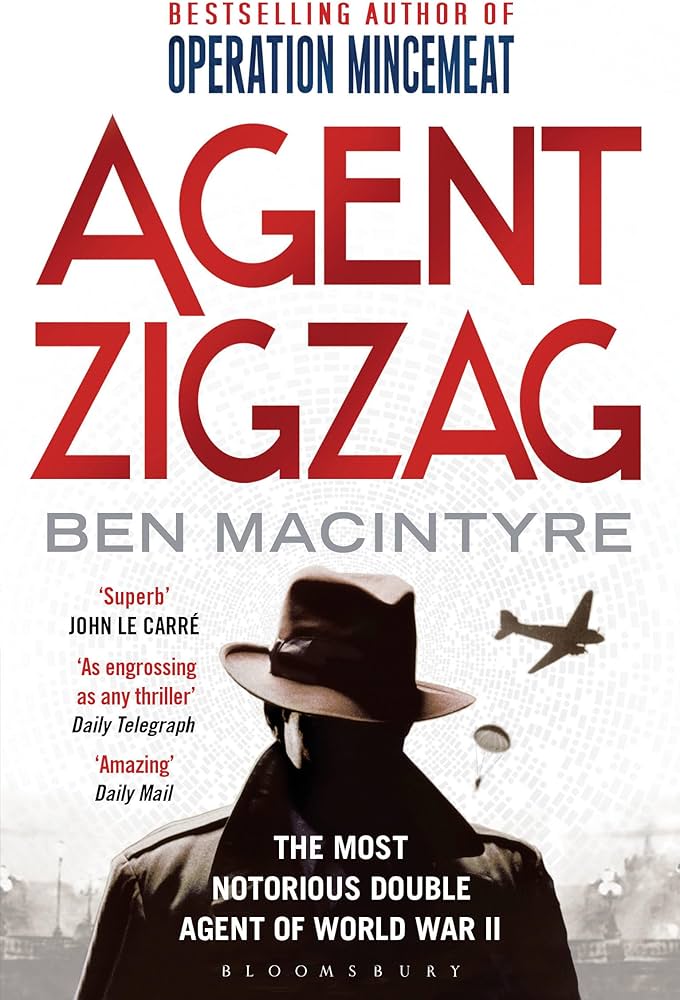 BESTSELLING AUTHOR OF
OPERATION MINCEMEAT
AGENT
ZIGZAG
BEN MACINTYRE
‘Superb’
JOHN LE CARRÉ
‘As engrossing
as any thriller’
Daily Telegraph
‘Amazing’
Daily Mail
THE MOST
NOTORIOUS DOUBLE
AGENT OF WORLD WAR II
BLOOMSBURY